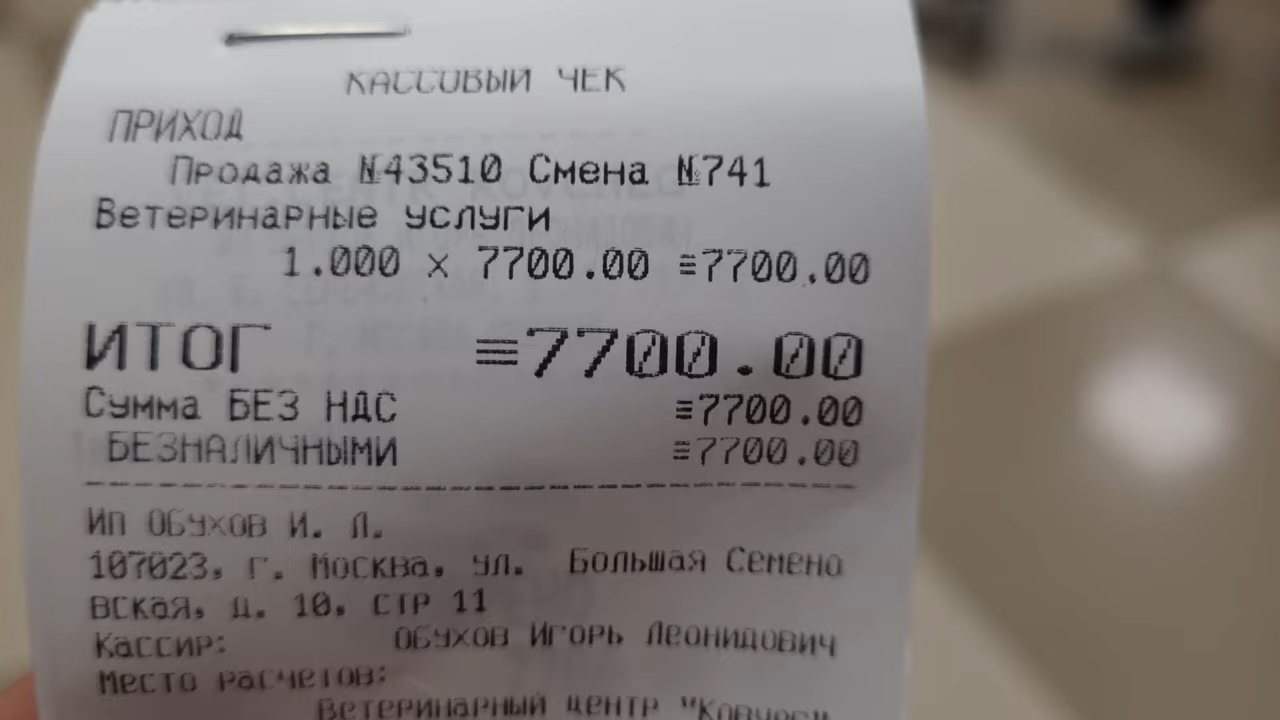 КАССОВЫЙ ЧЕК
ПРИХОД
Продажа №43510 Смена №741
Ветеринарные услуги
1.000 × 7700.00 ≡7700.00
ИТОГ ≡7700.00
Сумма БЕЗ НДС ≡7700.00
БЕЗНАЛИЧНЫМИ ≡7700.00
ИП ОБУХОВ И. Л.
107023, г. Москва, ул. Большая Семено
вская, д. 10, СТР 11
Кассир: ОБУХОВ ИГОРЬ Леонидович
Место расчетов:
Ветеринарный центр